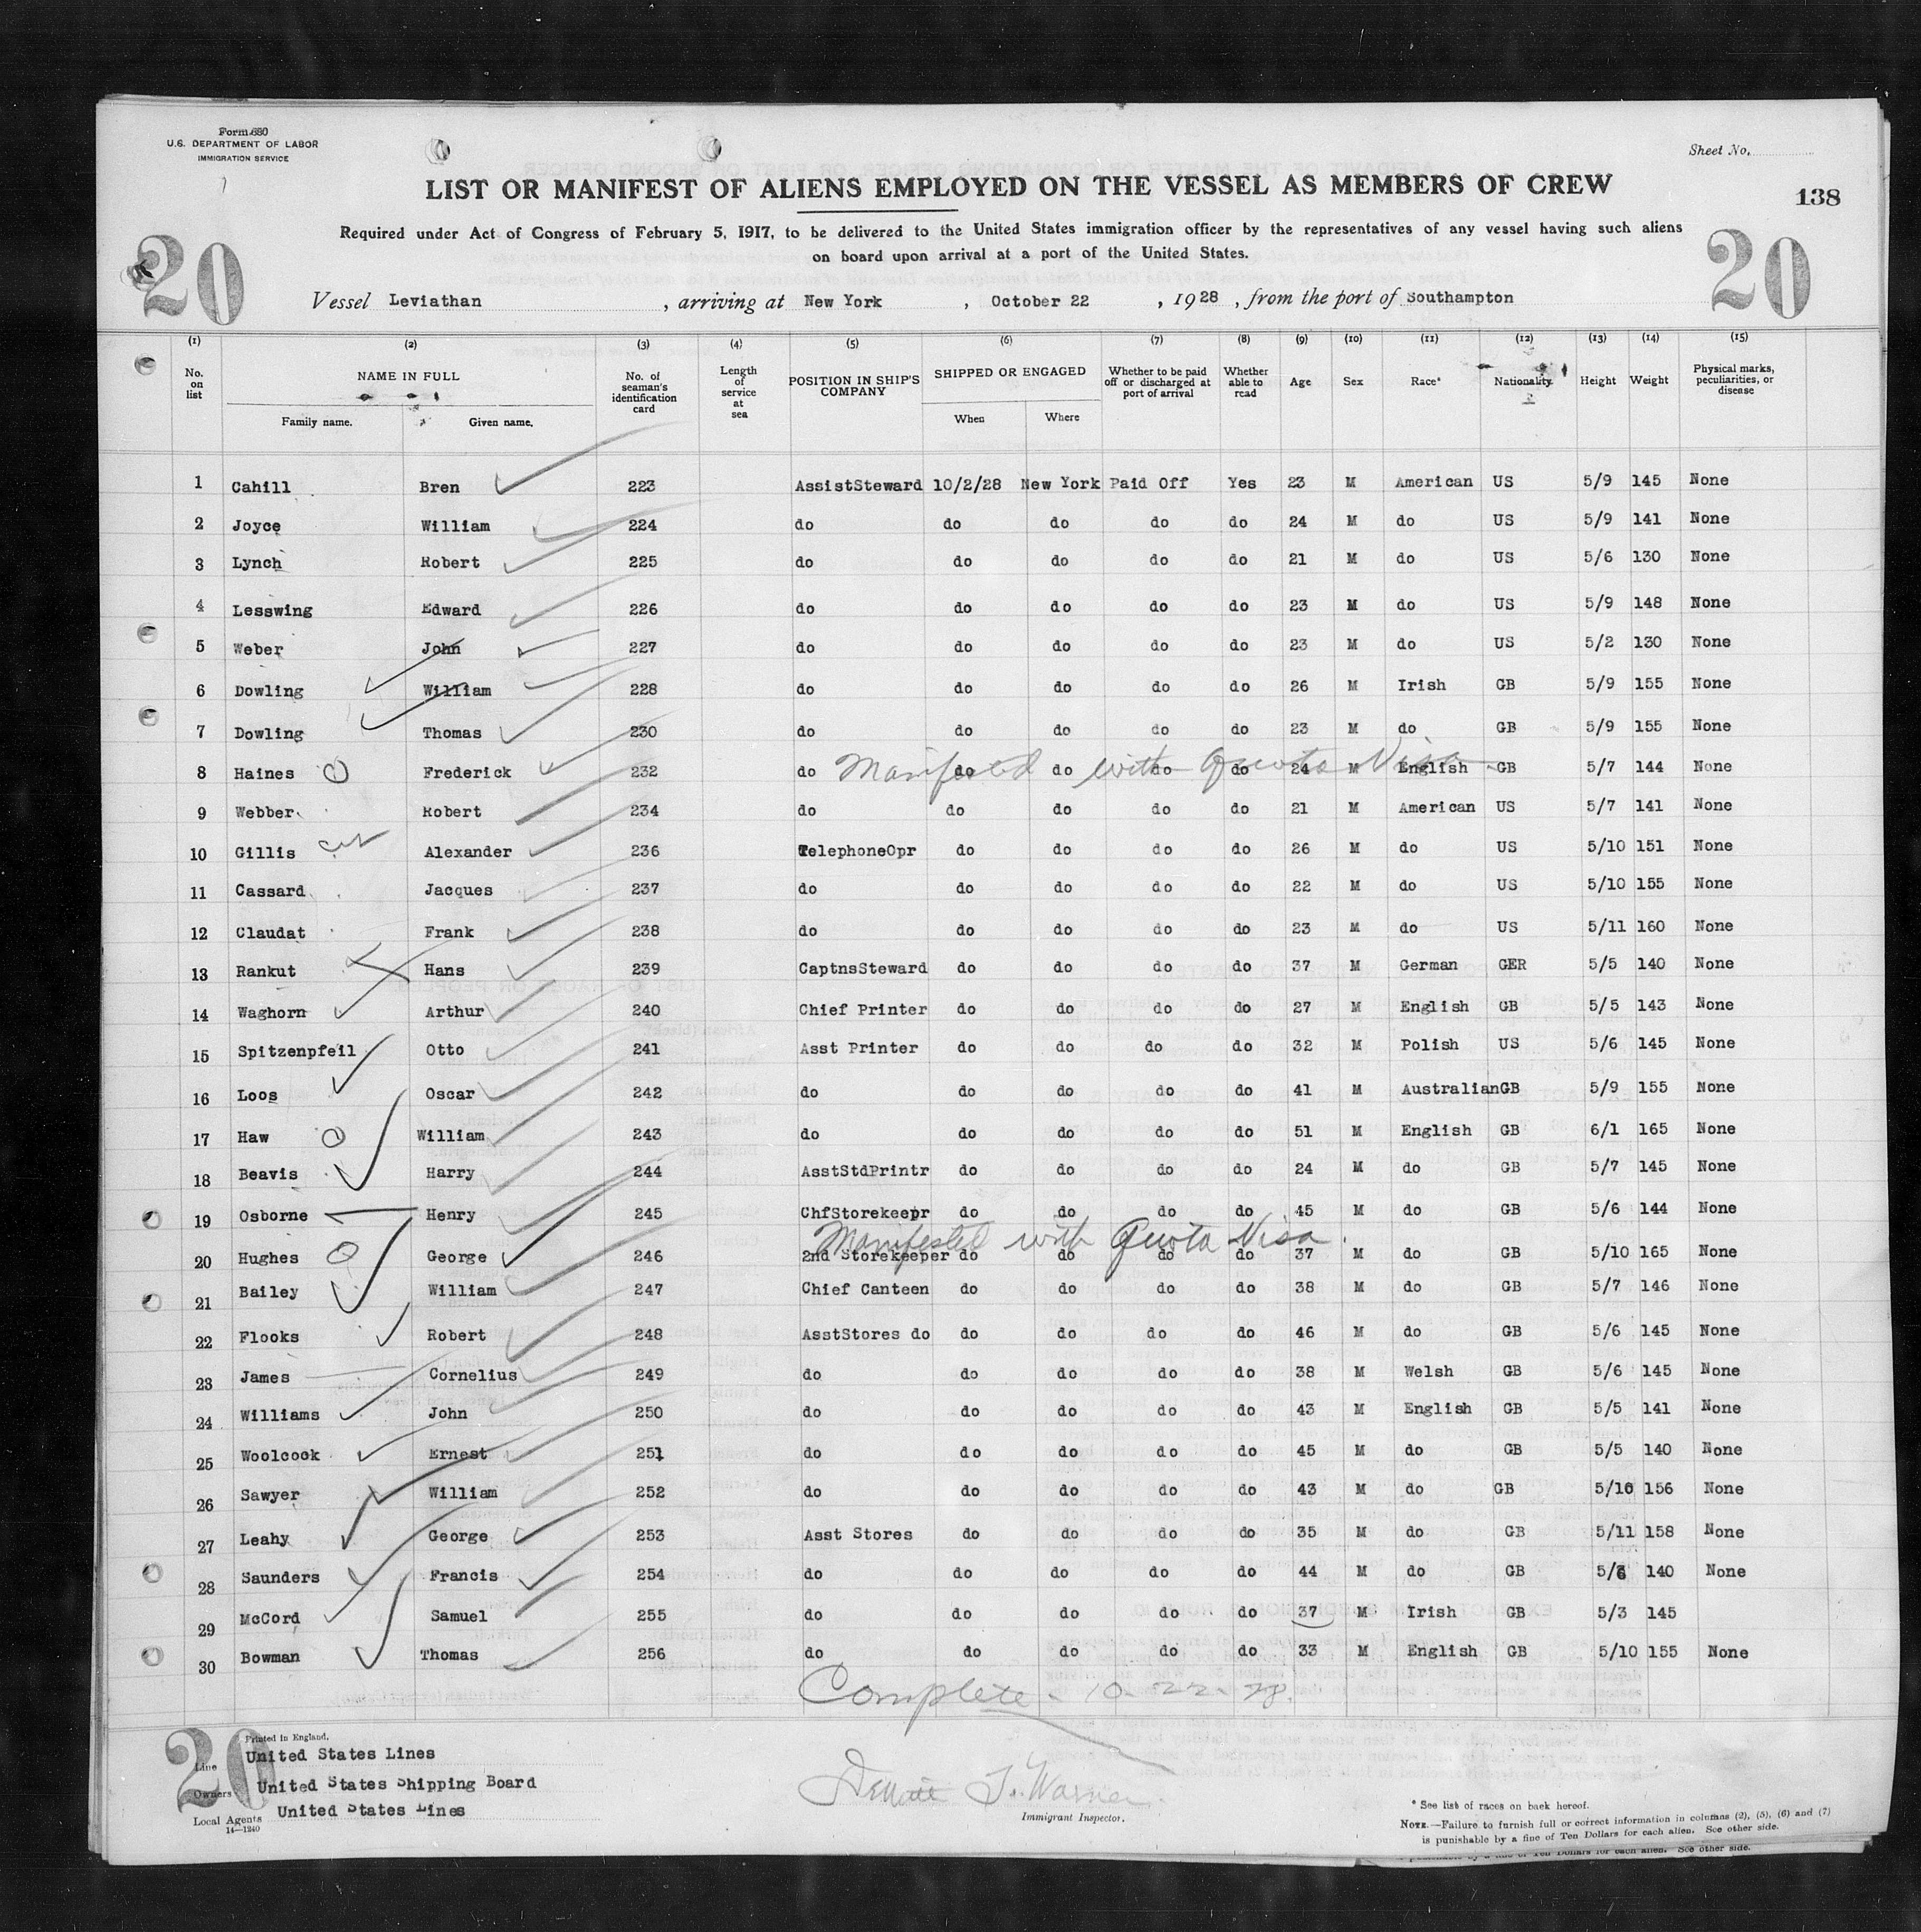 Form 680
U.S. DEPARTMENT OF LABOR
IMMIGRATION SERVICE
Sheet No.
LIST OR MANIFEST OF ALIENS EMPLOYED ON THE VESSEL AS MEMBERS OF CREW
138
Required under Act of Congress of February 5, 1917, to be delivered to the United States immigration officer by the representatives of any vessel having such aliens
on board upon arrival at a port of the United States.
20 20
Vessel Leviathan, arriving at New York, October 22, 1928, from the port of Southampton
(1) (2) (3) (4) (5) (6) (7) (8) (9) (10) (11) (12) (13) (14) (15)
No. on list NAME IN FULL Family name. Given name. No. of seaman's identification card Length of service at sea POSITION IN SHIP'S COMPANY SHIPPED OR ENGAGED When Where Whether to be paid off or discharged at port of arrival Whether able to read Age Sex Race* Nationality Height Weight Physical marks, peculiarities, or disease
1 Cahill Bren 223 AssistSteward 10/2/28 New York Paid Off Yes 23 M American US 5/9 145 None
2 Joyce William 224 do do do do do 24 M do US 5/9 141 None
3 Lynch Robert 225 do do do do do 21 M do US 5/6 130 None
4 Lesswing Edward 226 do do do do do 23 M do US 5/9 148 None
5 Weber John 227 do do do do do 23 M do US 5/2 130 None
6 Dowling William 228 do do do do do 26 M Irish GB 5/9 155 None
7 Dowling Thomas 230 do do do do do 23 M do GB 5/9 155 None
Manifested with Quota Visa
8 Haines Frederick 232 do do do do do 24 M English GB 5/7 144 None
9 Webber Robert 234 do do do do do 21 M American US 5/7 141 None
10 Gillis Alexander 236 TelephoneOpr do do do do 26 M do US 5/10 151 None
11 Cassard Jacques 237 do do do do do 22 M do US 5/10 155 None
12 Claudat Frank 238 do do do do do 23 M do US 5/11 160 None
13 Rankut Hans 239 CaptnsSteward do do do do 37 M German GER 5/5 140 None
14 Waghorn Arthur 240 Chief Printer do do do do 27 M English GB 5/5 143 None
15 Spitzenpfeil Otto 241 Asst Printer do do do do 32 M Polish US 5/6 145 None
16 Loos Oscar 242 do do do do do 41 M Australian GB 5/9 155 None
17 Haw William 243 do do do do do 51 M English GB 6/1 165 None
18 Beavis Harry 244 AsstStdPrintr do do do do 24 M do GB 5/7 145 None
19 Osborne Henry 245 ChfStorekeepr do do do do 45 M do GB 5/6 144 None
Manifested with Quota Visa.
20 Hughes George 246 2nd Storekeeper do do do do 37 M do GB 5/10 165 None
21 Bailey William 247 Chief Canteen do do do do 38 M do GB 5/7 146 None
22 Flooks Robert 248 AsstStores do do do do do 46 M do GB 5/6 145 None
23 James Cornelius 249 do do do do do 38 M Welsh GB 5/6 145 None
24 Williams John 250 do do do do do 43 M English GB 5/5 141 None
25 Woolcock Ernest 251 do do do do do 45 M do GB 5/5 140 None
26 Sawyer William 252 do do do do do 43 M do GB 5/10 156 None
27 Leahy George 253 Asst Stores do do do do 35 M do GB 5/11 158 None
28 Saunders Francis 254 do do do do do 44 M do GB 140 None
29 McCord Samuel 255 do do do do do 37 M Irish GB 5/3 145
30 Bowman Thomas 256 do do do do do 33 M English GB 5/10 155 None
Complete - 10-22-28.
20
Printed in England.
Line United States Lines
Owners United States Shipping Board
Local Agents United States Lines
14—1240
T. Warner.
Immigrant Inspector.
* See list of races on back hereof.
NOTE.—Failure to furnish full or correct information in columns (2), (5), (6) and (7)
is punishable by a fine of Ten Dollars for each alien. See other side.